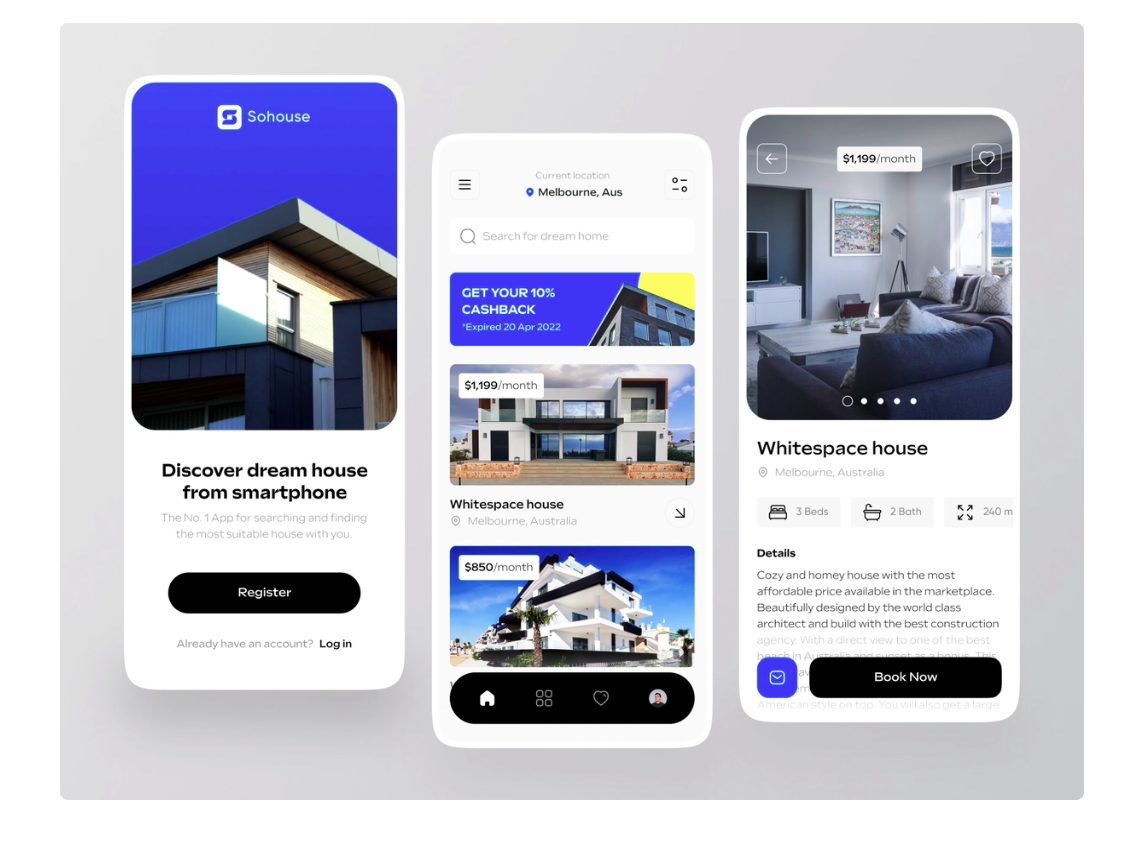 Sohouse
Discover dream house
from smartphone
The No. 1 App for searching and finding
the most suitable house with you.
Register
Already have an account? Log in
Current location
Melbourne, Aus
Search for dream home
GET YOUR 10%
CASHBACK
*Expired 20 Apr 2022
$1,199/month
Whitespace house
Melbourne, Australia
$850/month
$1,199/month
Whitespace house
Melbourne, Australia
3 Beds
2 Bath
240 m
Details
Cozy and homey house with the most
affordable price available in the marketplace.
Beautifully designed by the world class
architect and build with the best construction
agency. With a direct view to one of the best
beach in Australia and sunset as a bonus. This
Book Now
American style on top. You will also get a large